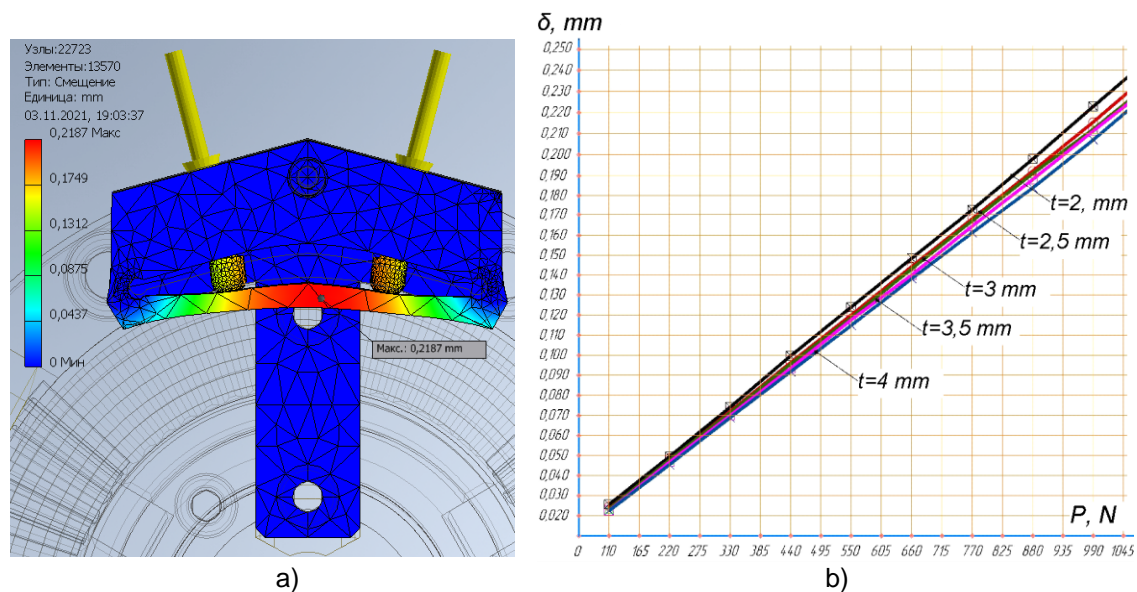 Узлы:22723
Элементы:13570
Тип: Смещение
Единица: mm
03.11.2021, 19:03:37
0,2187 Макс
0,1749
0,1312
0,0875
0,0437
0 Мин
Макс.: 0,2187 mm
a)
δ, mm
0,250
0,240
0,230
0,220
0,210
0,200
0,190
0,180
0,170
0,160
0,150
0,140
0,130
0,120
0,110
0,100
0,090
0,080
0,070
0,060
0,050
0,040
0,030
0,020
t=2, mm
t=2,5 mm
t=3 mm
t=3,5 mm
t=4 mm
P, N
0 110 165 220 275 330 385 440 495 550 605 660 715 770 825 880 935 990 1045
b)